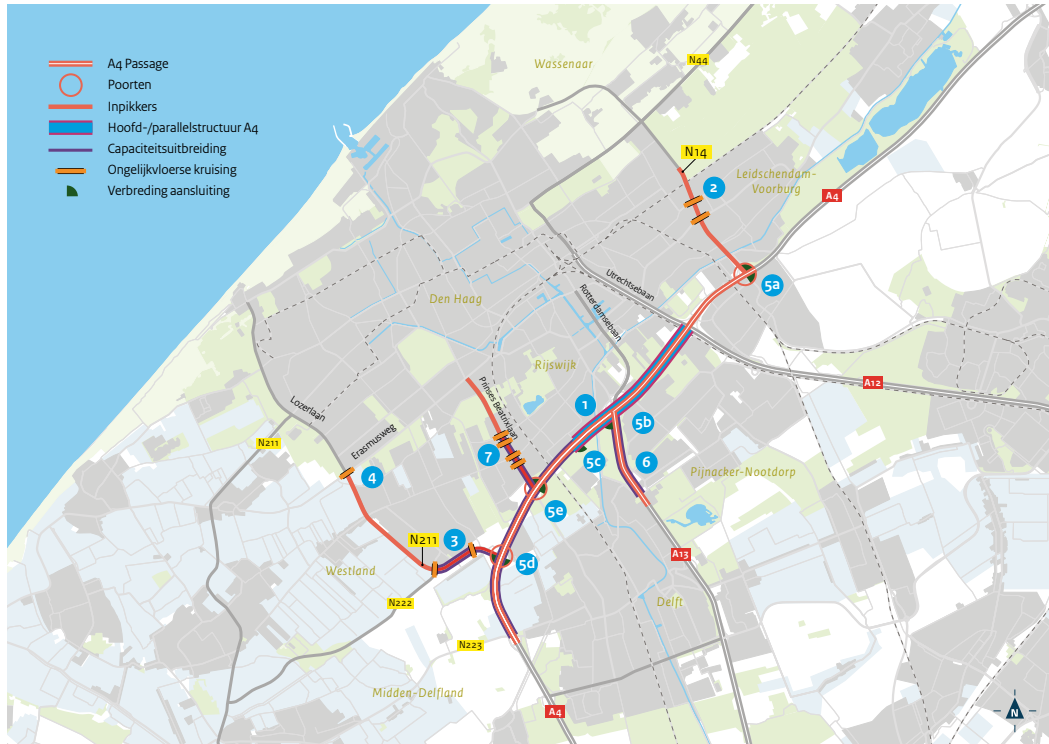 A4 Passage
Poorten
Inpikkers
Hoofd-/parallelstructuur A4
Capaciteitsuitbreiding
Ongelijkvloerse kruising
Verbreding aansluiting
Wassenaar
N44
N14
2
Leidschendam-
Voorburg
A4
5a
Utrechtsebaan
Den Haag
Rotterdamsebaan
Rijswijk
A12
Prinses Beatrixlaan
1
5b
Lozerlaan
Erasmusweg
N211
7
5c
6
4
Pijnacker-Nootdorp
5e
N211
3
A13
5d
Westland
N222
Delft
N223
Midden-Delfland
A4
N